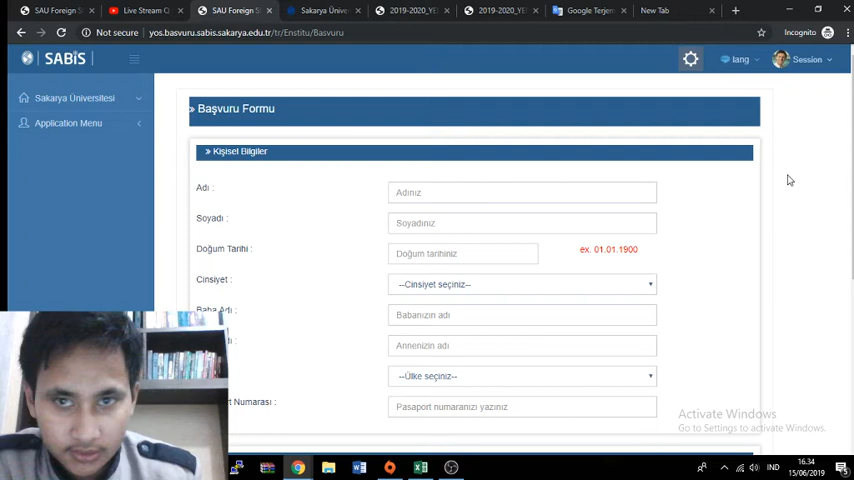 SAU Foreign S
Live Stream Q
SAU Foreign S
Sakarya Üniver
2019-2020_YE
2019-2020_YE
Google Terjem
New Tab
Not secure
yos.basvuru.sabis.sakarya.edu.tr/tr/Enstitu/Basvuru
Incognito
SABİS
lang
Session
Sakarya Üniversitesi
Application Menu
» Başvuru Formu
» Kişisel Bilgiler
Adı :
Adınız
Soyadı :
Soyadınız
Doğum Tarihi :
Doğum tarihiniz
ex. 01.01.1900
Cinsiyet :
--Cinsiyet seçiniz--
Baba Adı :
Babanızın adı
Annenizin adı
--Ülke seçiniz--
Numarası :
Pasaport numaranızı yazınız
Activate Windows
Go to Settings to activate Windows.
IND
16.34
15/06/2019